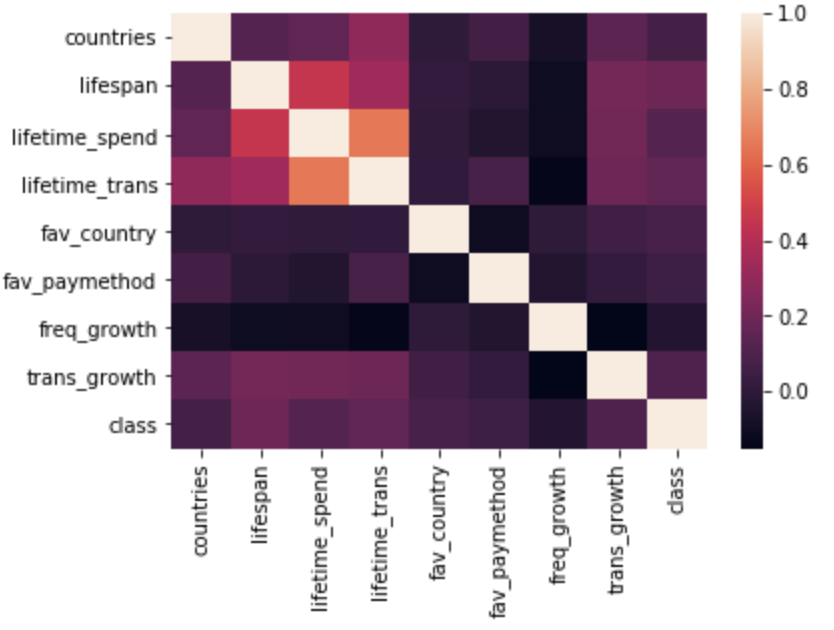 countries
lifespan
lifetime_spend
lifetime_trans
fav_country
fav_paymethod
freq_growth
trans_growth
class
countries
lifespan
lifetime_spend
lifetime_trans
fav_country
fav_paymethod
freq_growth
trans_growth
class
1.0
0.8
0.6
0.4
0.2
0.0